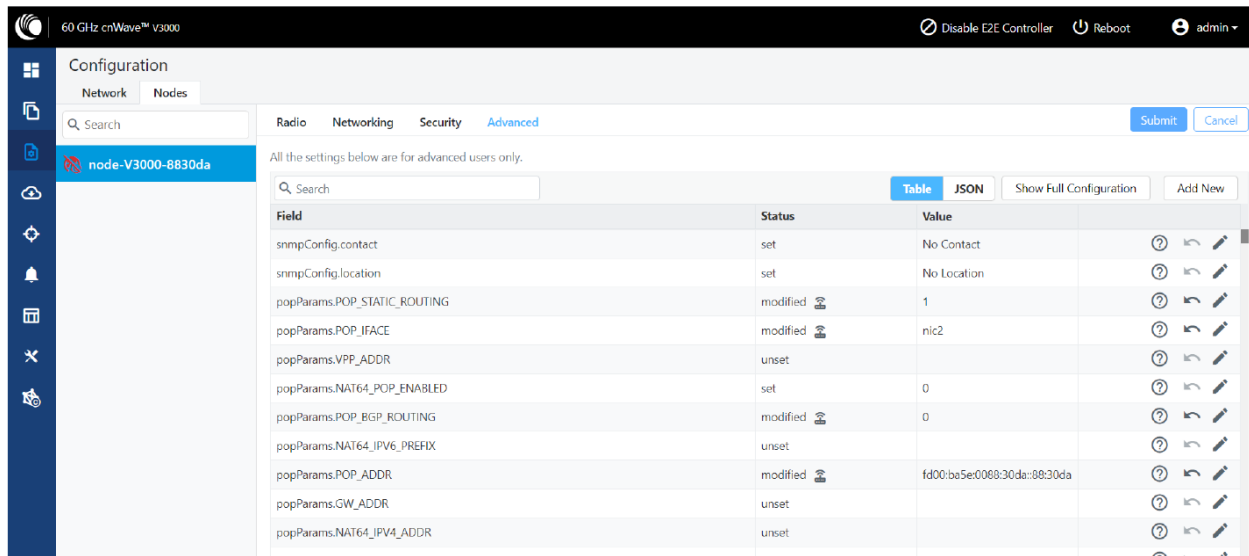 60 GHz cnWave™ V3000 Disable E2E Controller Reboot admin
Configuration
Network Nodes
Search Radio Networking Security Advanced Submit Cancel
node-V3000-8830da
All the settings below are for advanced users only.
Search Table JSON Show Full Configuration Add New
Field Status Value
snmpConfig.contact set No Contact
snmpConfig.location set No Location
popParams.POP_STATIC_ROUTING modified 1
popParams.POP_IFACE modified nic2
popParams.VPP_ADDR unset
popParams.NAT64_POP_ENABLED set 0
popParams.POP_BGP_ROUTING modified 0
popParams.NAT64_IPV6_PREFIX unset
popParams.POP_ADDR modified fd00:ba5e:0088:30da::88:30da
popParams.GW_ADDR unset
popParams.NAT64_IPV4_ADDR unset